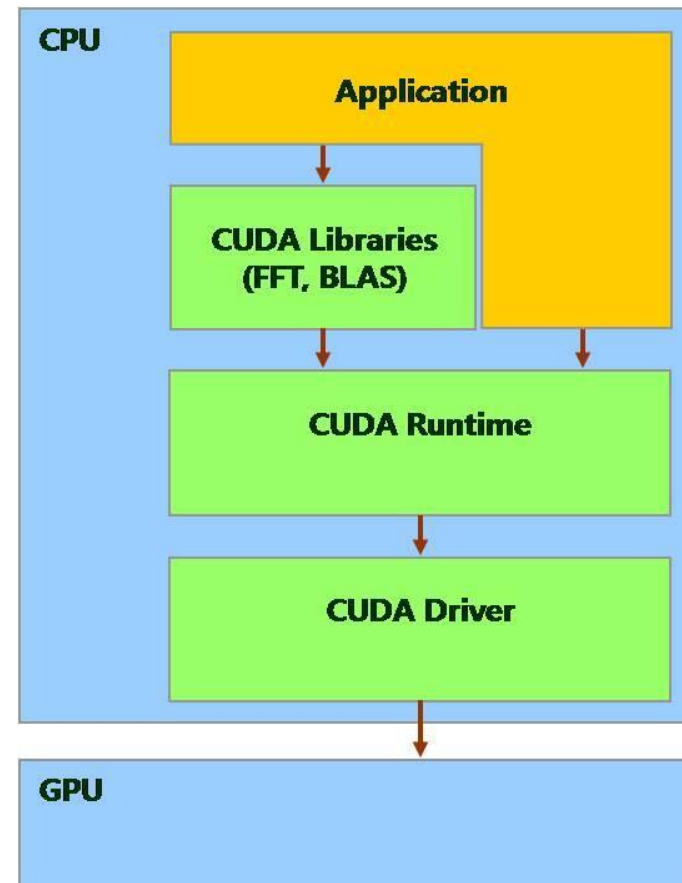 CPU
Application
CUDA Libraries
(FFT, BLAS)
CUDA Runtime
CUDA Driver
GPU